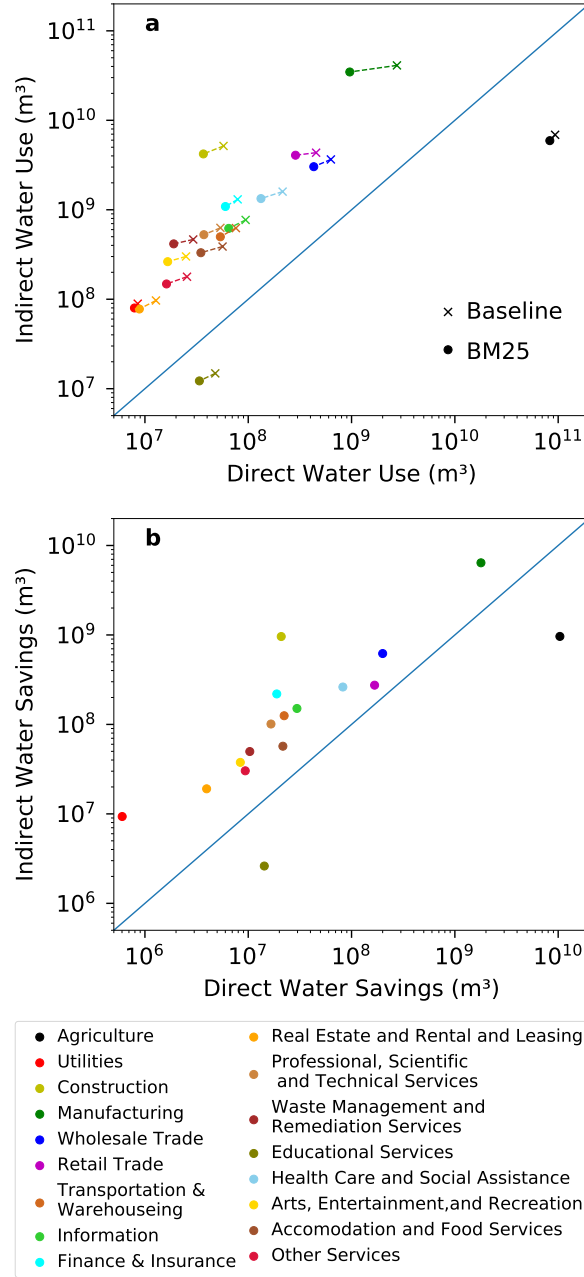 a
10¹¹
10¹⁰
10⁹
10⁸
10⁷
Indirect Water Use (m³)
Baseline
BM25
10⁷ 10⁸ 10⁹ 10¹⁰ 10¹¹
Direct Water Use (m³)
b
10¹⁰
10⁹
10⁸
10⁷
10⁶
Indirect Water Savings (m³)
10⁶ 10⁷ 10⁸ 10⁹ 10¹⁰
Direct Water Savings (m³)
Agriculture
Utilities
Construction
Manufacturing
Wholesale Trade
Retail Trade
Transportation &
Warehouseing
Information
Finance & Insurance
Real Estate and Rental and Leasing
Professional, Scientific
and Technical Services
Waste Management and
Remediation Services
Educational Services
Health Care and Social Assistance
Arts, Entertainment,and Recreation
Accomodation and Food Services
Other Services